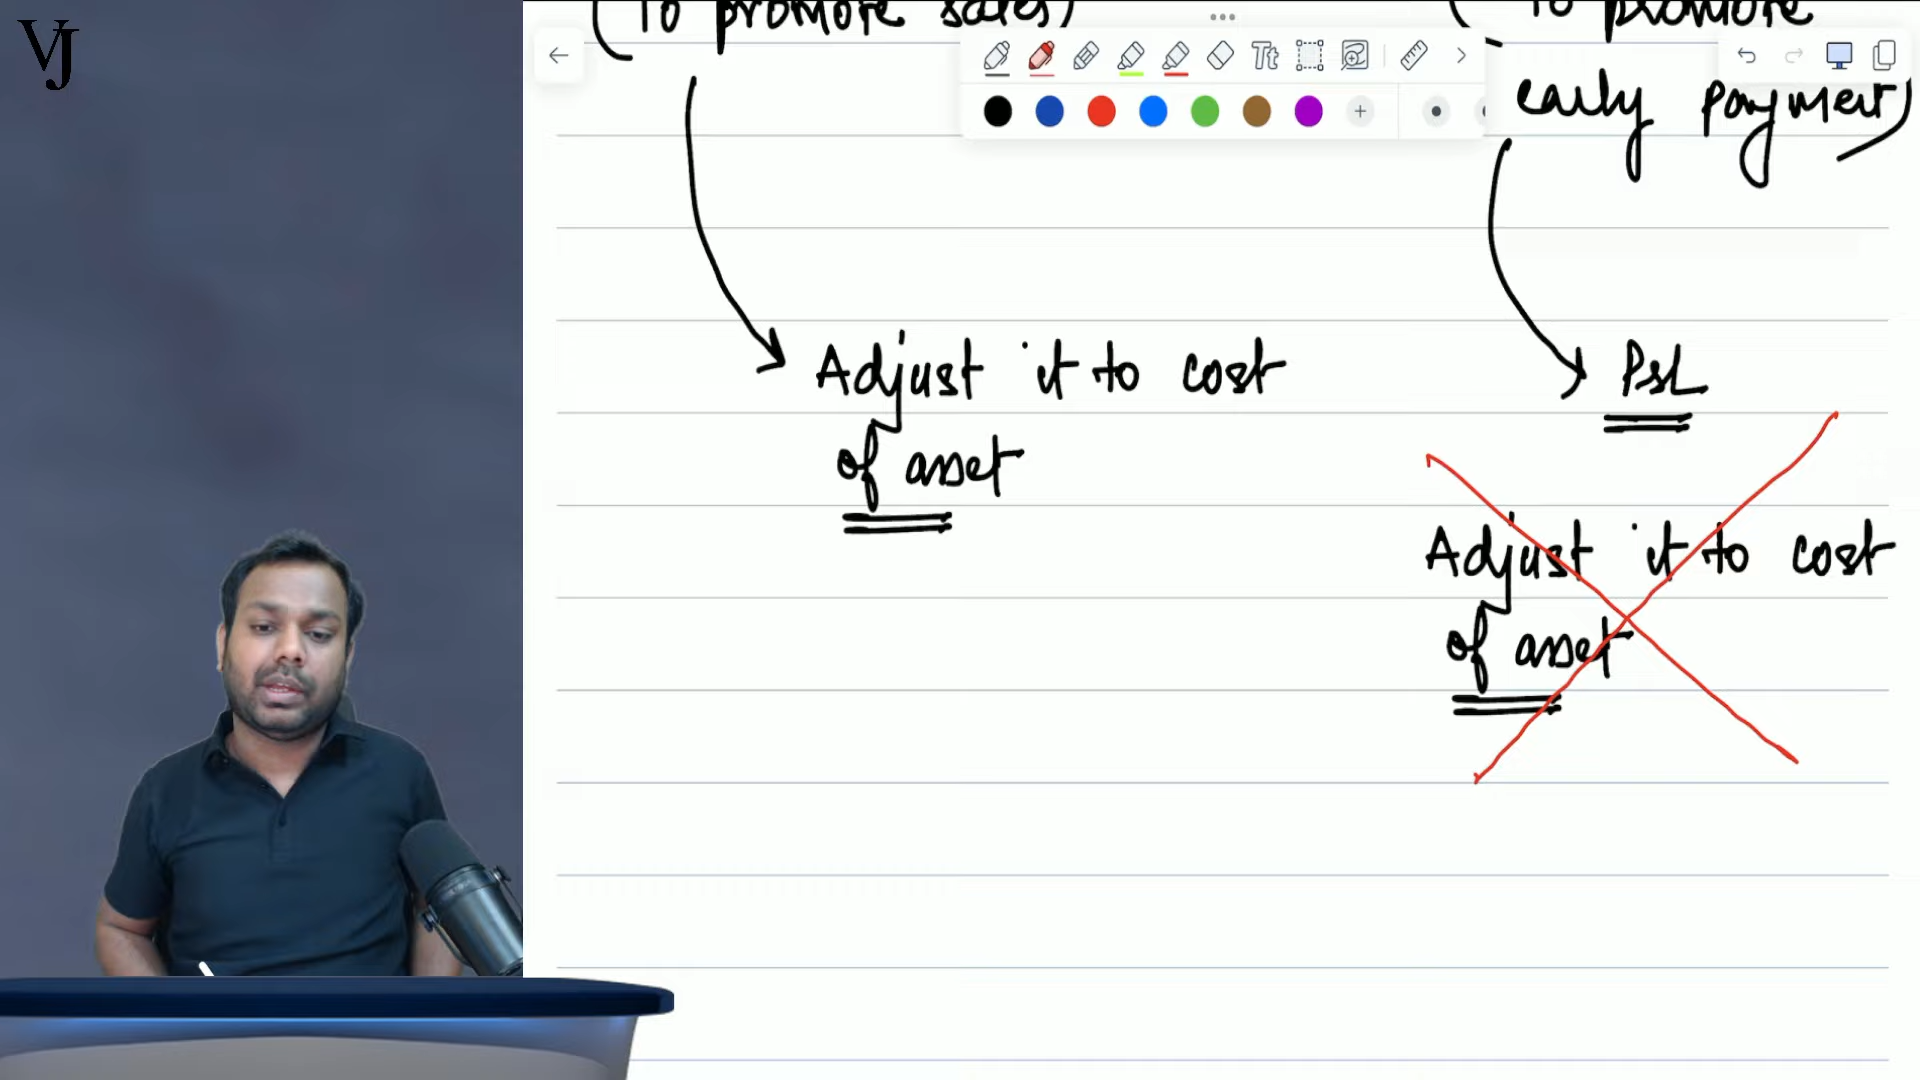 VJ
(To promote sales)
(To promote
early payment)
Tt
Adjust it to cost
of asset
P&L
Adjust it to cost
of asset